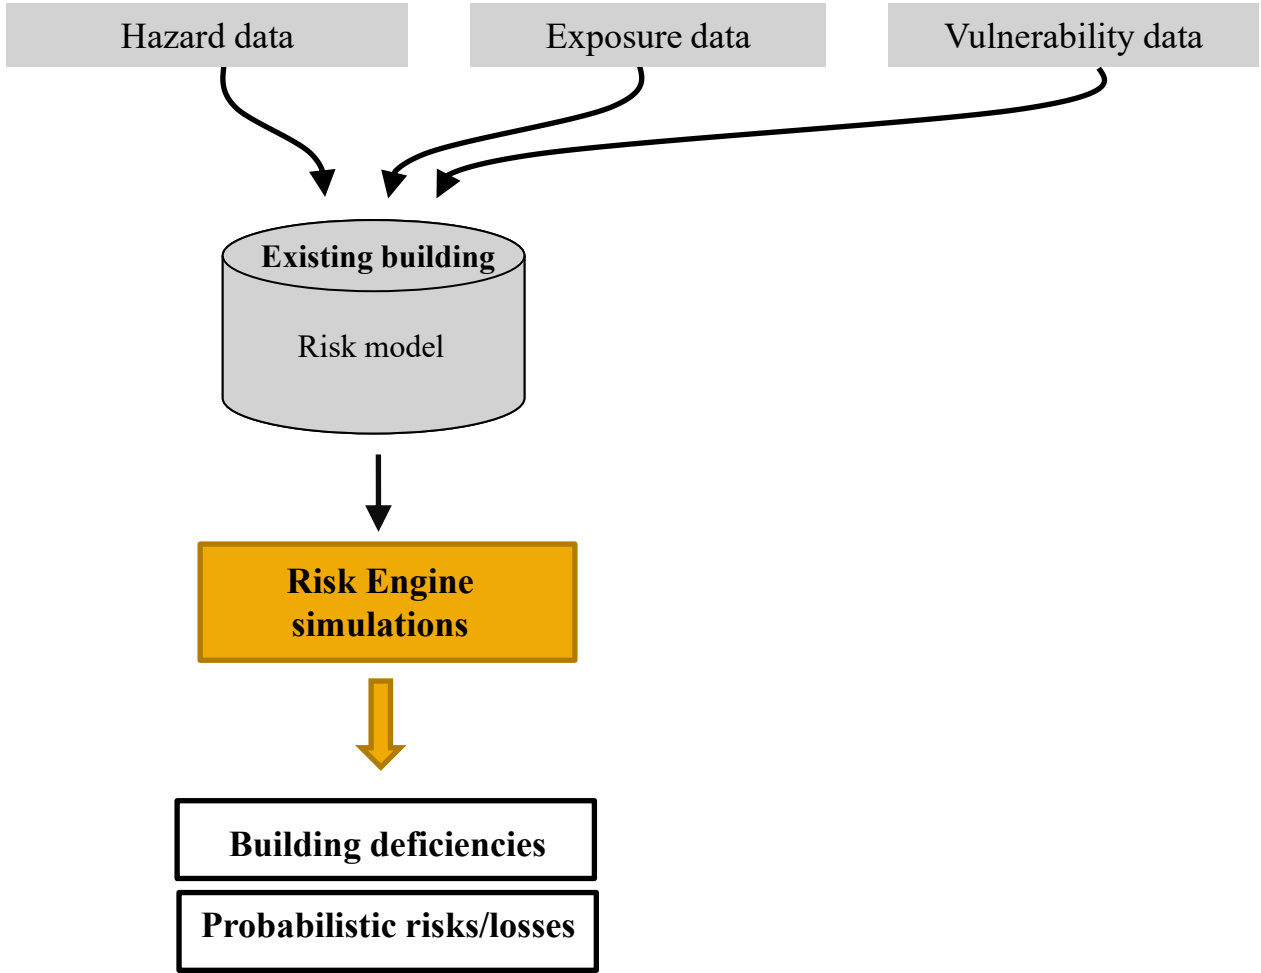 Hazard data
Exposure data
Vulnerability data
Existing building
Risk model
Risk Engine
simulations
Building deficiencies
Probabilistic risks/losses